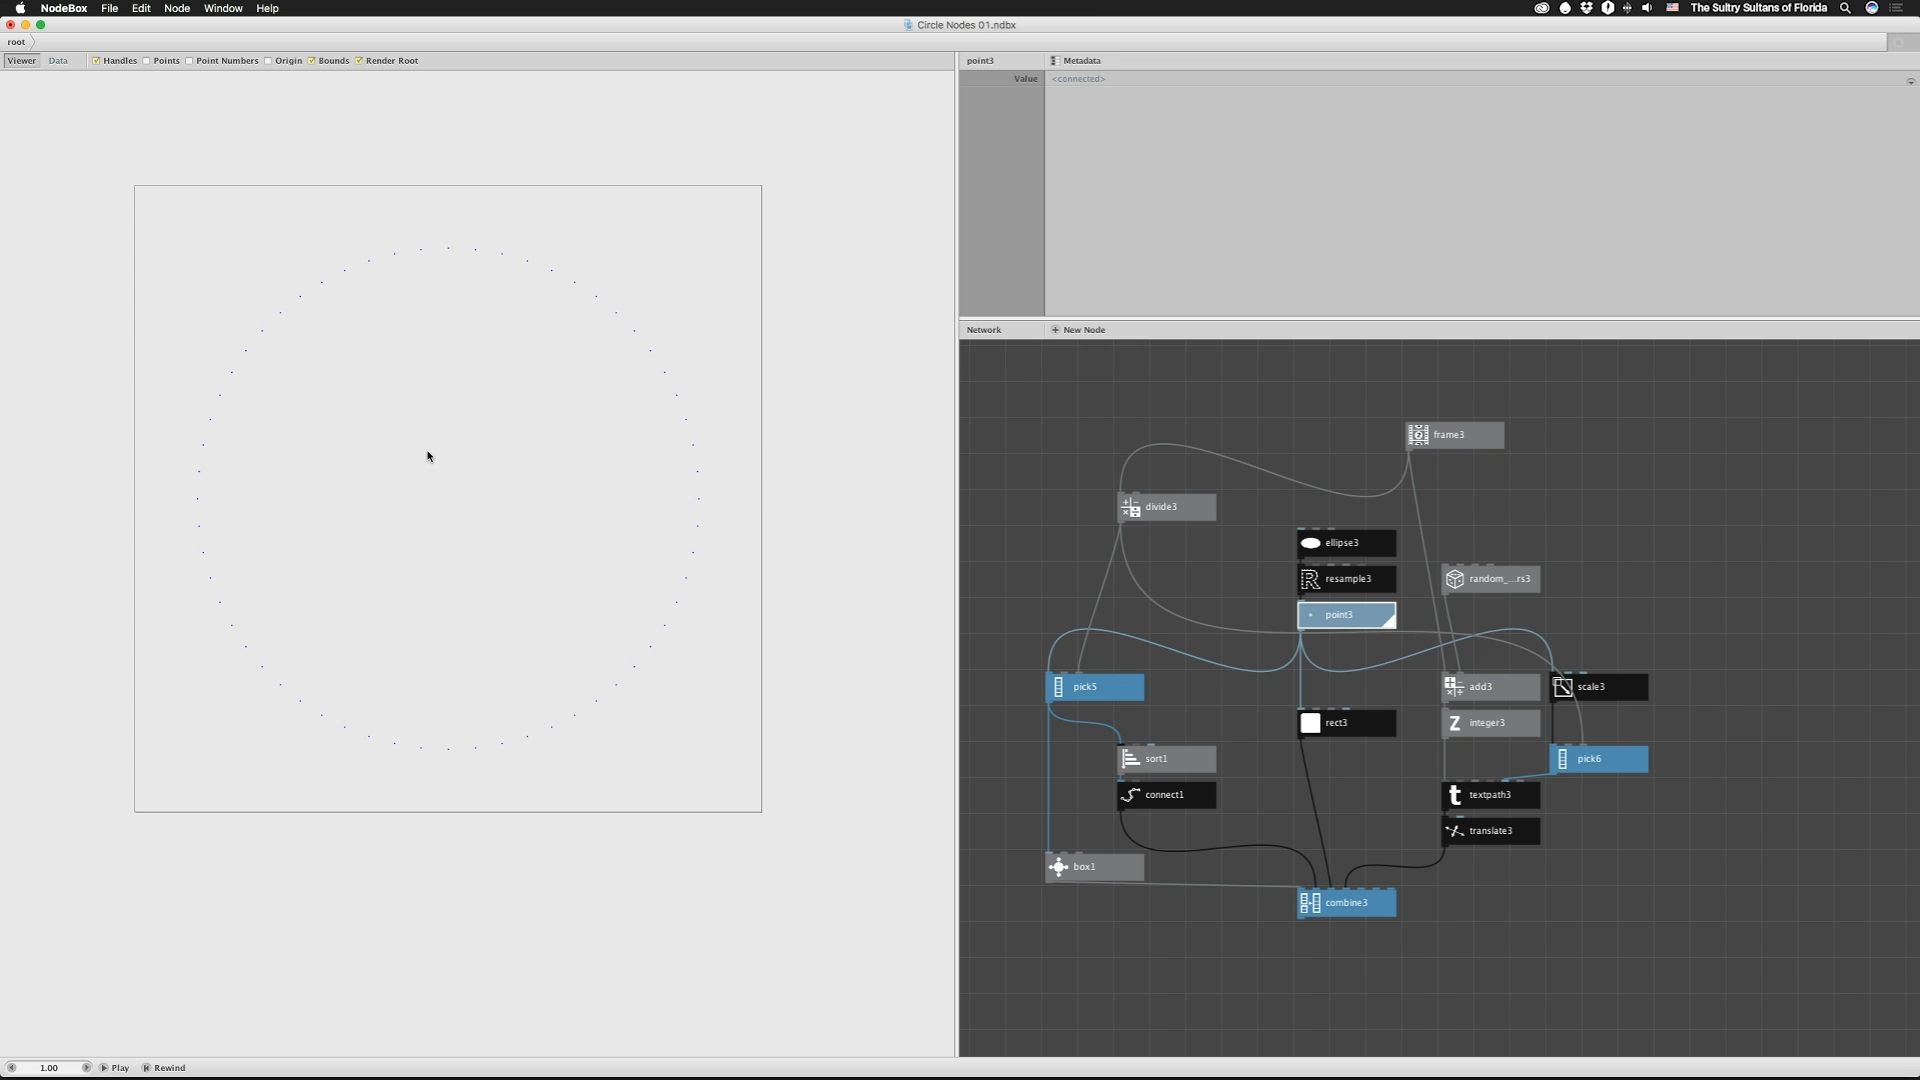 NodeBox File Edit Node Window Help The Sultry Sultans of Florida
Circle Nodes 01.ndbx
root
Viewer Data Handles Points Point Numbers Origin Bounds Render Root
point3 Metadata
Value <connected>
Network New Node
frame3
divide3
ellipse3
resample3 random_...rs3
point3
pick5 add3 scale3
rect3 integer3
sort1 pick6
connect1 textpath3
translate3
box1
combine3
1.00 Play Rewind